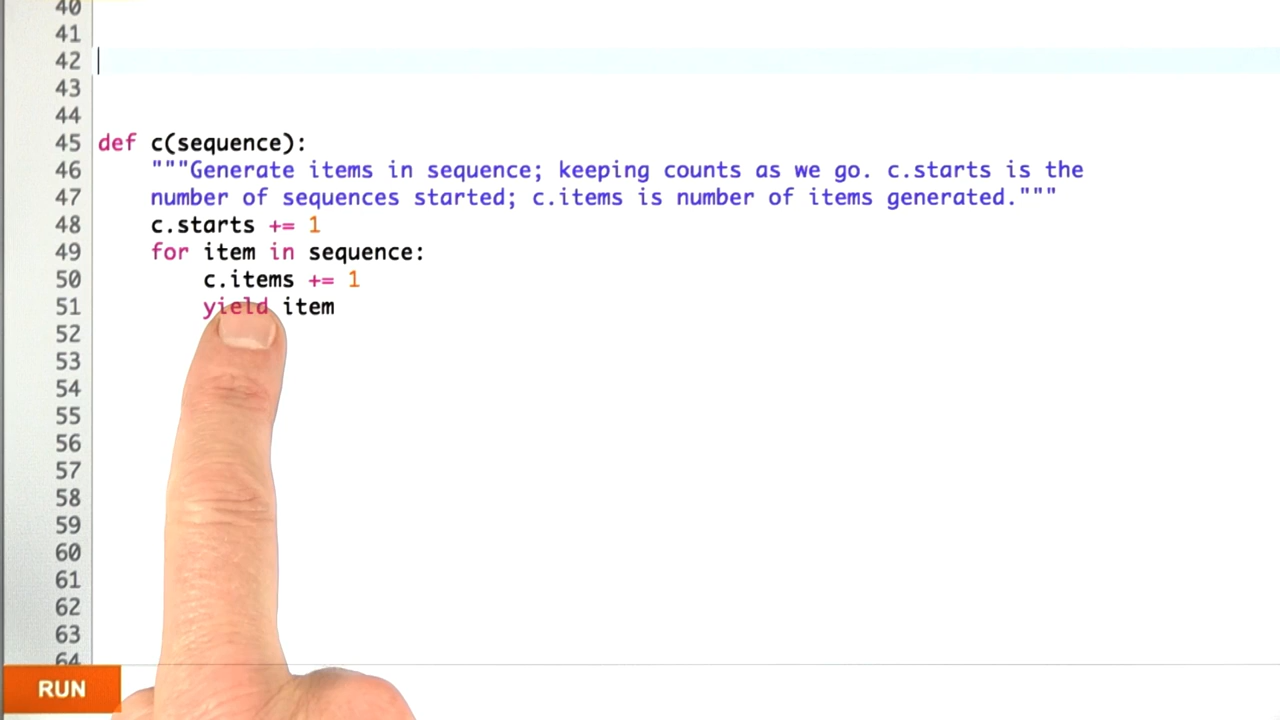 40
41
42
43
44
45 def c(sequence):
46 """Generate items in sequence; keeping counts as we go. c.starts is the
47 number of sequences started; c.items is number of items generated."""
48 c.starts += 1
49 for item in sequence:
50 c.items += 1
51 yield item
52
53
54
55
56
57
58
59
60
61
62
63
64
RUN